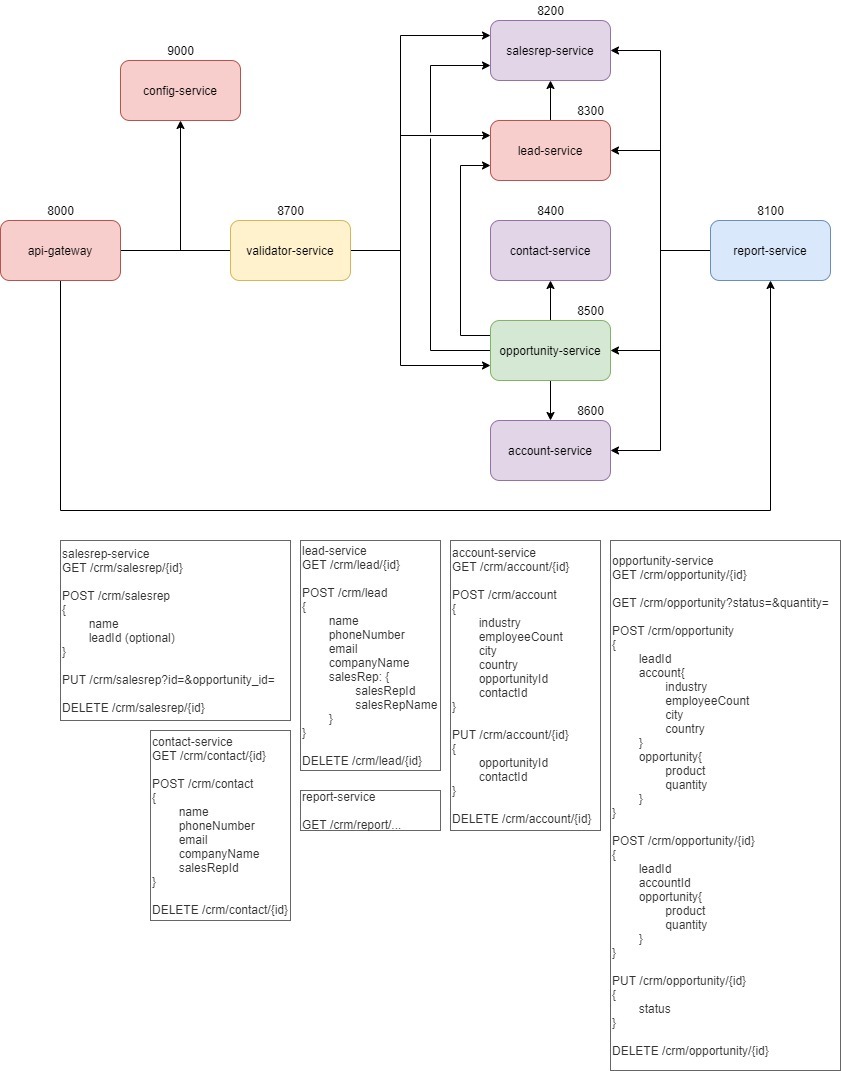 8200
salesrep-service
9000
config-service
8300
lead-service
8000
api-gateway
8700
validator-service
8400
contact-service
8100
report-service
8500
opportunity-service
8600
account-service
salesrep-service
GET /crm/salesrep/{id}
POST /crm/salesrep
{
name
leadId (optional)
}
PUT /crm/salesrep?id=&opportunity_id=
DELETE /crm/salesrep/{id}
contact-service
GET /crm/contact/{id}
POST /crm/contact
{
name
phoneNumber
email
companyName
salesRepId
}
DELETE /crm/contact/{id}
lead-service
GET /crm/lead/{id}
POST /crm/lead
{
name
phoneNumber
email
companyName
salesRep: {
salesRepId
salesRepName
}
}
DELETE /crm/lead/{id}
report-service
GET /crm/report/...
account-service
GET /crm/account/{id}
POST /crm/account
{
industry
employeeCount
city
country
opportunityId
contactId
}
PUT /crm/account/{id}
{
opportunityId
contactId
}
DELETE /crm/account/{id}
opportunity-service
GET /crm/opportunity/{id}
GET /crm/opportunity?status=&quantity=
POST /crm/opportunity
{
leadId
account{
industry
employeeCount
city
country
}
opportunity{
product
quantity
}
}
POST /crm/opportunity/{id}
{
leadId
accountId
opportunity{
product
quantity
}
}
PUT /crm/opportunity/{id}
{
status
}
DELETE /crm/opportunity/{id}